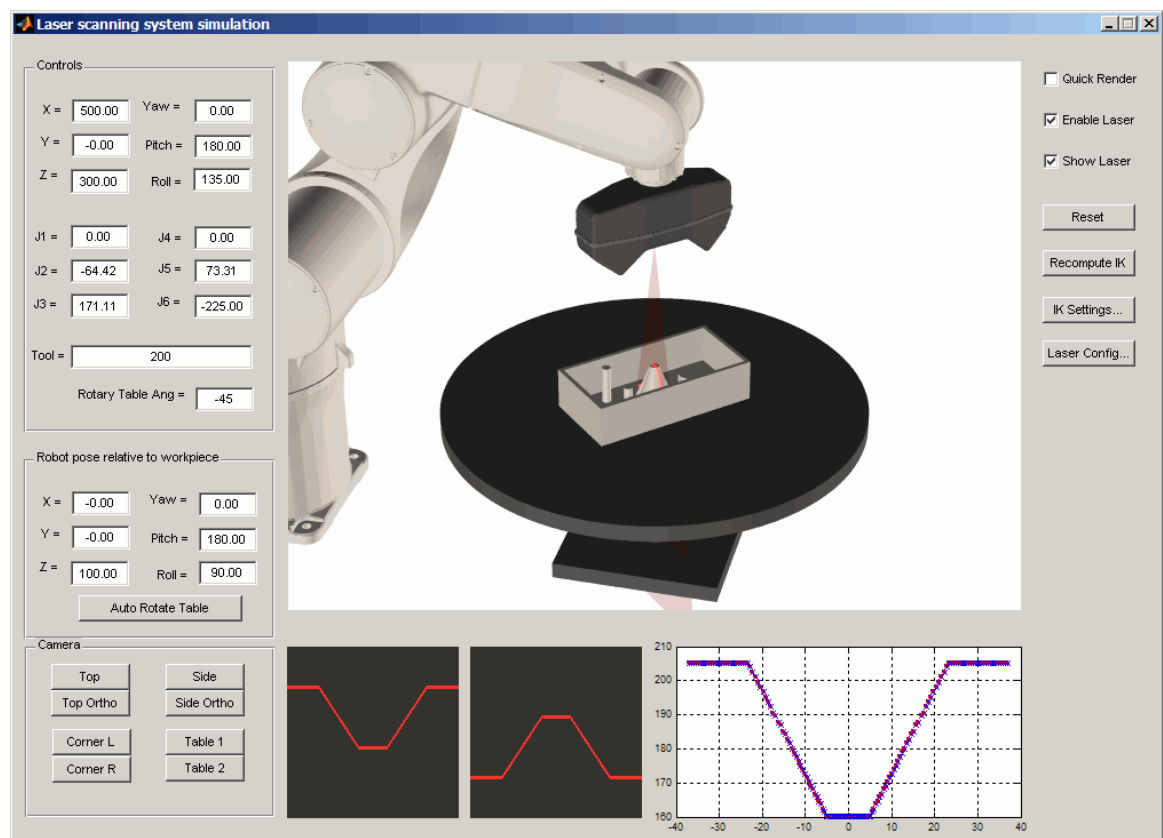 Laser scanning system simulation
Controls
X = 500.00 Yaw = 0.00
Y = -0.00 Pitch = 180.00
Z = 300.00 Roll = 135.00
J1 = 0.00 J4 = 0.00
J2 = -64.42 J5 = 73.31
J3 = 171.11 J6 = -225.00
Tool = 200
Rotary Table Ang = -45
Robot pose relative to workpiece
X = -0.00 Yaw = 0.00
Y = -0.00 Pitch = 180.00
Z = 100.00 Roll = 90.00
Auto Rotate Table
Camera
Top Side
Top Ortho Side Ortho
Corner L Table 1
Corner R Table 2
Quick Render
Enable Laser
Show Laser
Reset
Recompute IK
IK Settings...
Laser Config...
210
200
190
180
170
160
-40 -30 -20 -10 0 10 20 30 40